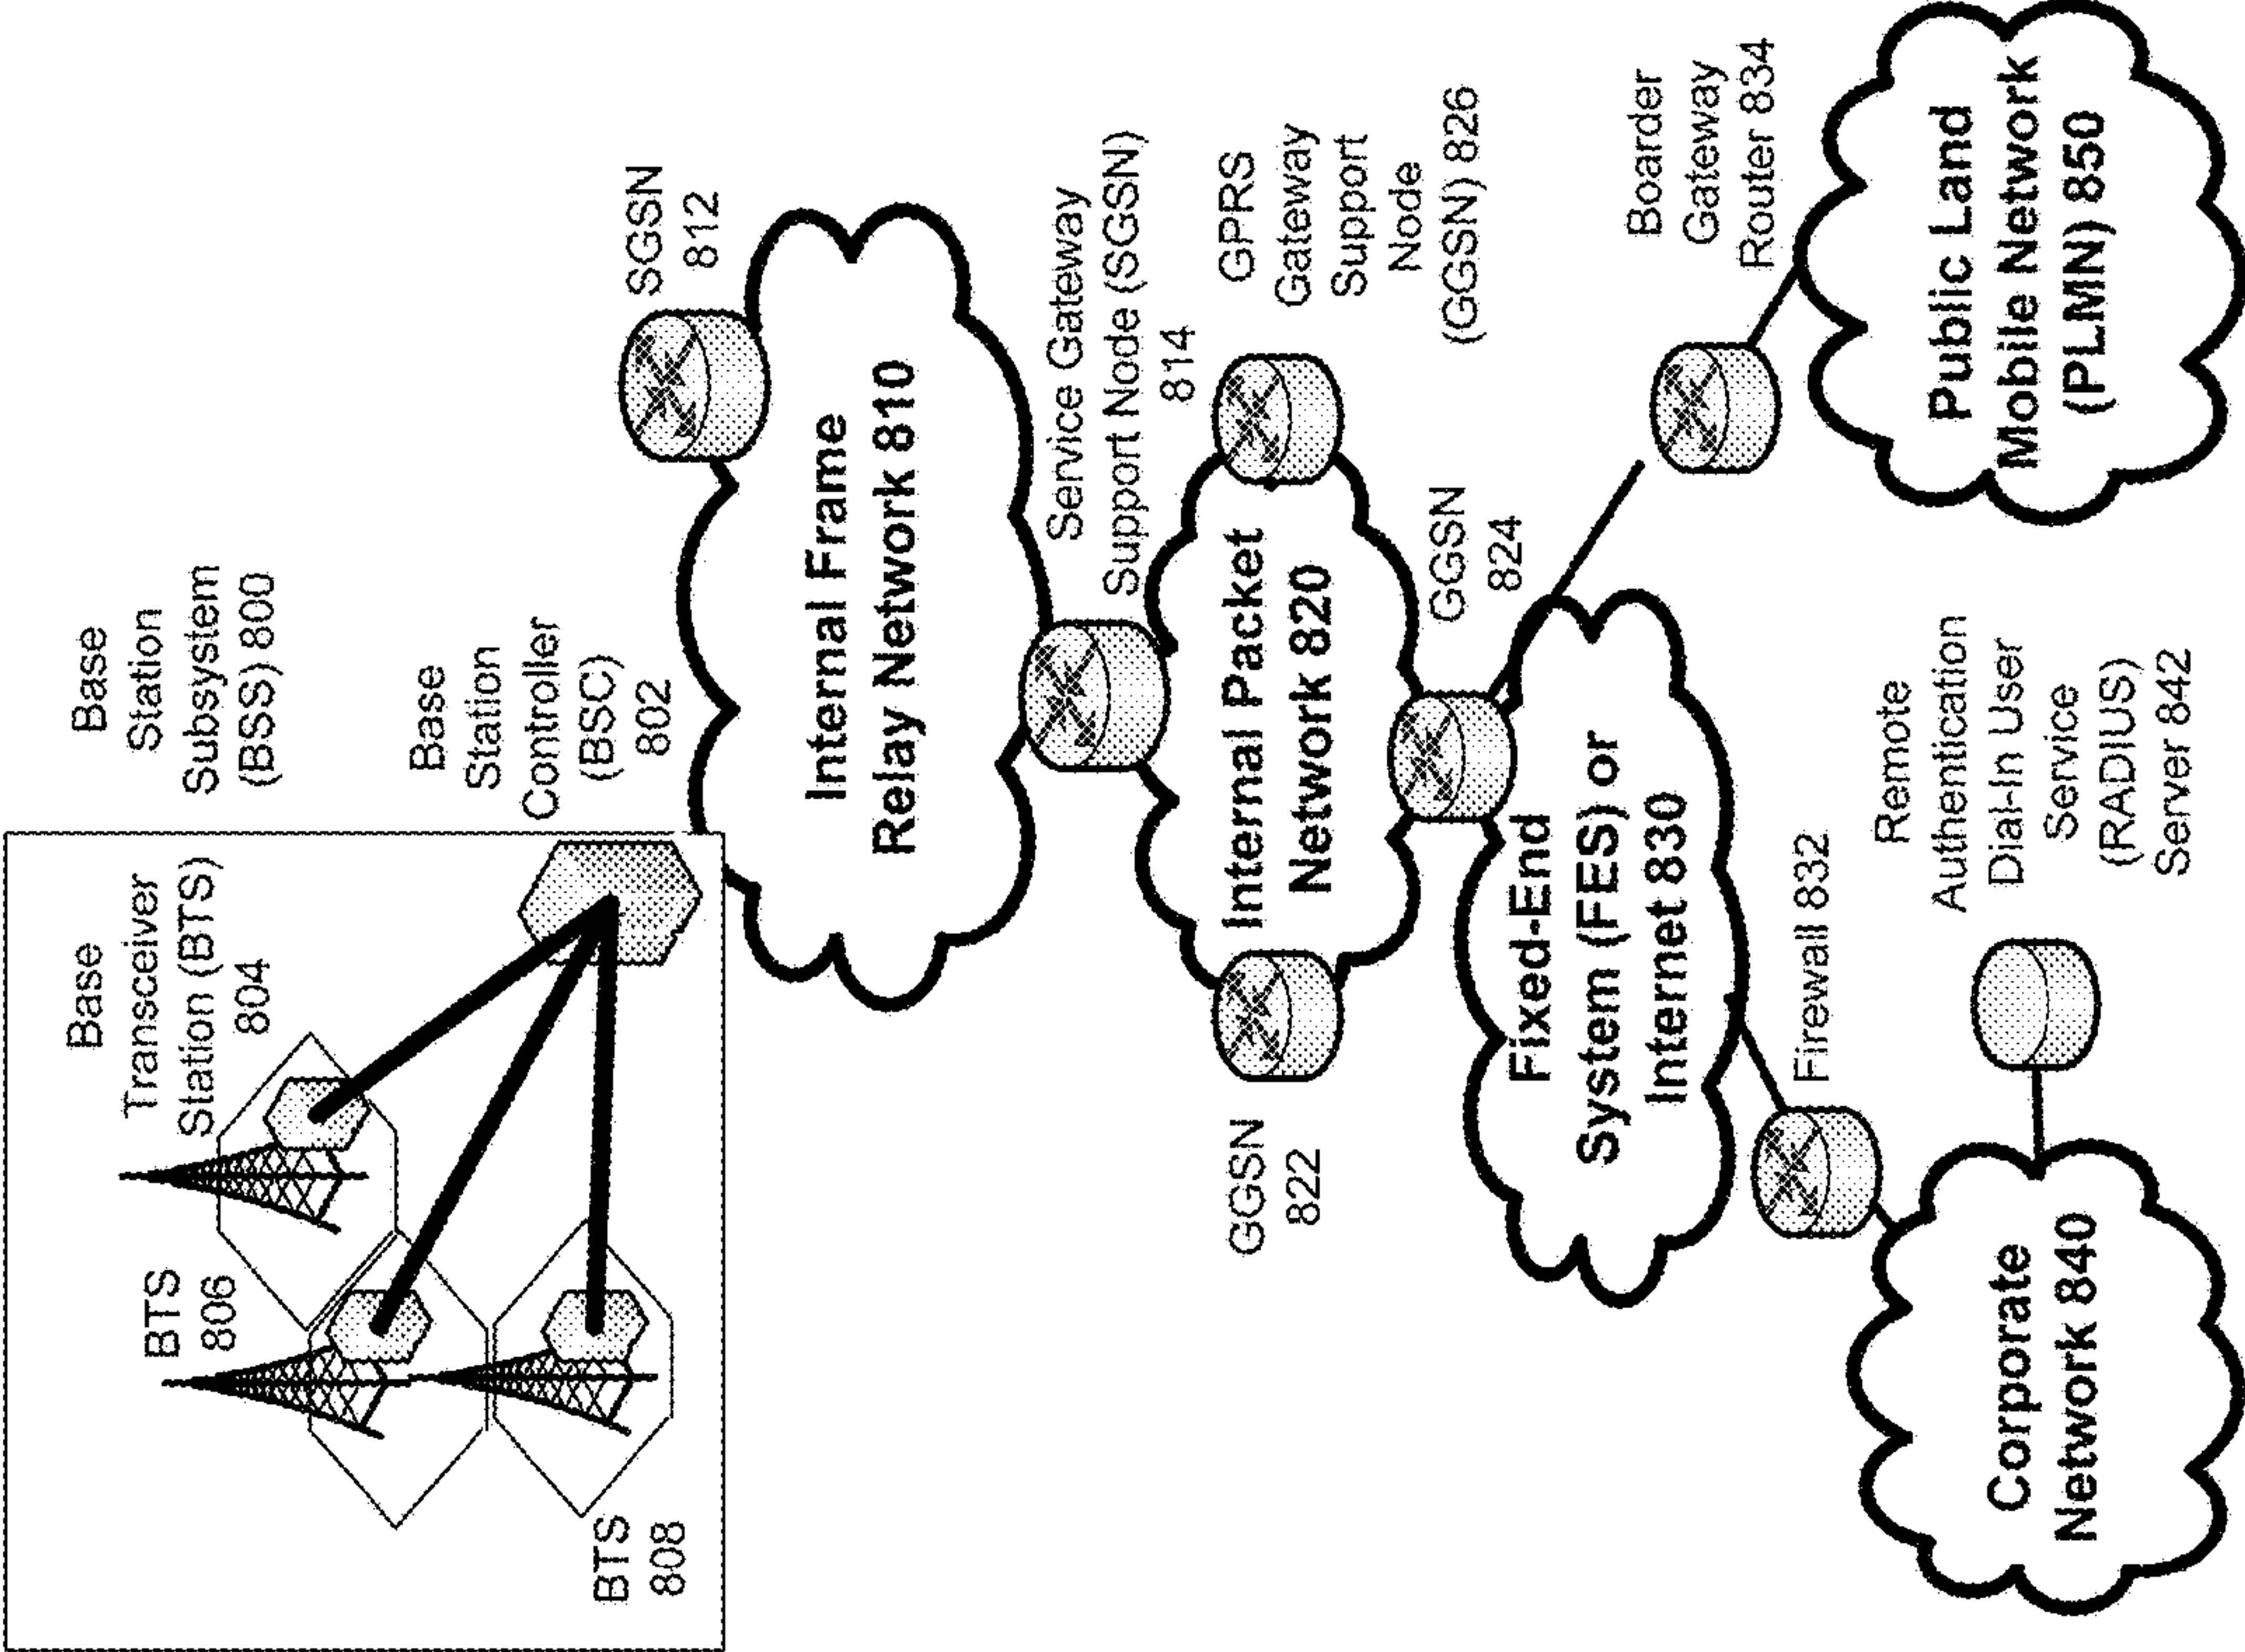 Base
Station
Subsystem
(BSS) 800
Base
Transceiver
Station (BTS)
804
BTS
806
BTS
808
Base
Station
Controller
(BSC)
802
SGSN
812
Internal Frame
Relay Network 810
Service Gateway
Support Node (SGSN)
814
GPRS
Gateway
Support
Node
(GGSN) 826
Internal Packet
Network 820
GGSN
822
GGSN
824
Boarder
Gateway
Router 834
Fixed-End
System (FES) or
Internet 830
Public Land
Mobile Network
(PLMN) 850
Firewall 832
Remote
Authentication
Dial-In User
Service
(RADIUS)
Server 842
Corporate
Network 840